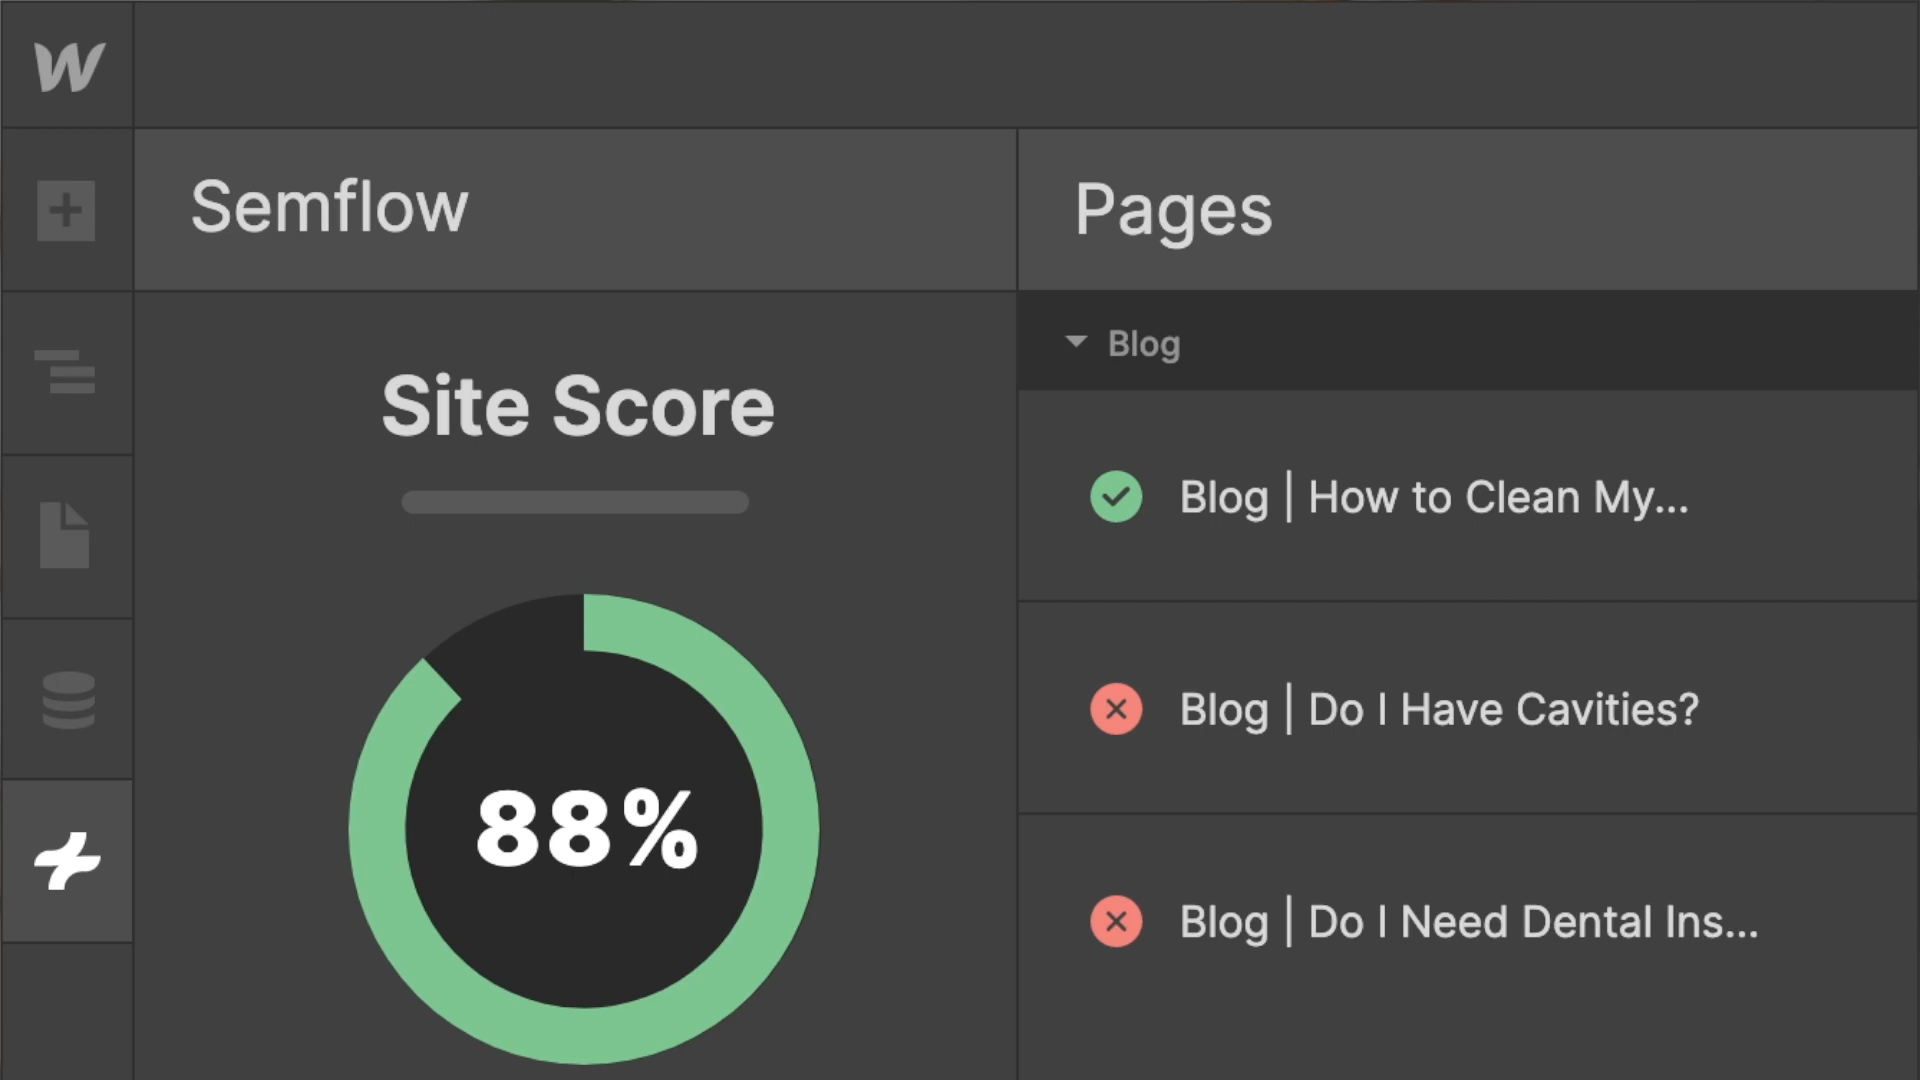 W
Semflow
Pages
Site Score
88%
Blog
Blog | How to Clean My...
Blog | Do I Have Cavities?
Blog | Do I Need Dental Ins...